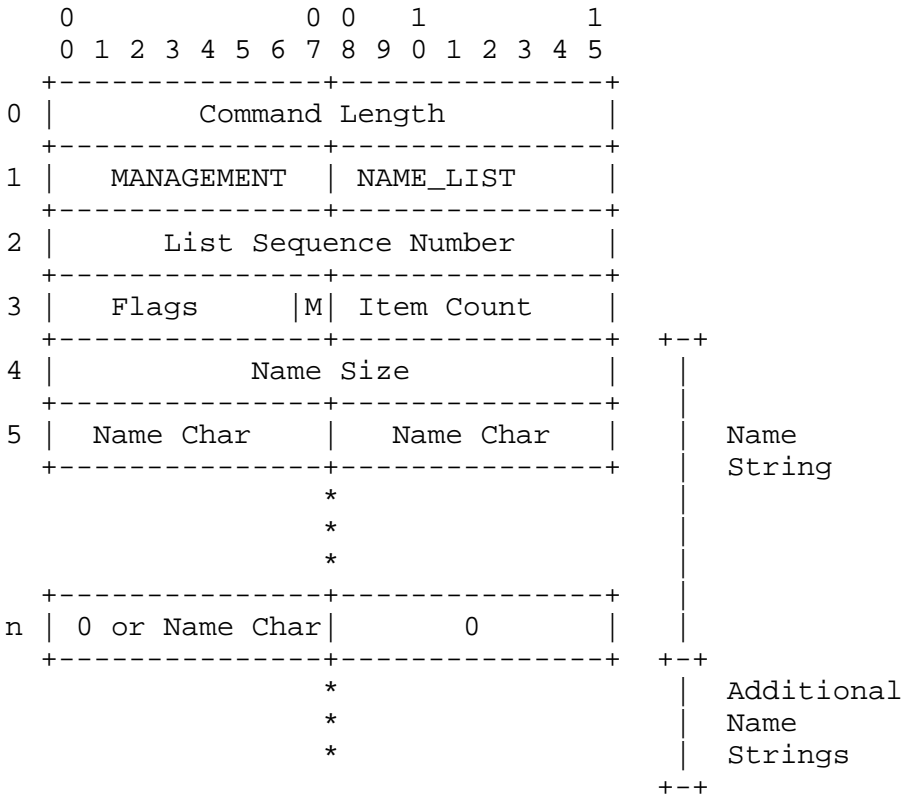 0             0 0   1         1
      0 1 2 3 4 5 6 7 8 9 0 1 2 3 4 5
     +---------------+---------------+
   0 |        Command Length         |
     +---------------+---------------+
   1 |   MANAGEMENT  | NAME_LIST     |
     +---------------+---------------+
   2 |      List Sequence Number     |
     +---------------+---------------+
   3 |   Flags     |M| Item Count    |
     +---------------+---------------+  +-+
   4 |           Name Size           |   |
     +---------------+---------------+   |
   5 |  Name Char    |   Name Char   |   |  Name
     +---------------+---------------+   |  String
                     *                   |
                     *                   |
                     *                   |
     +---------------+---------------+   |
   n | 0 or Name Char|       0       |   |
     +---------------+---------------+  +-+
                     *                   |  Additional
                     *                   |  Name
                     *                   |  Strings
                                        +-+